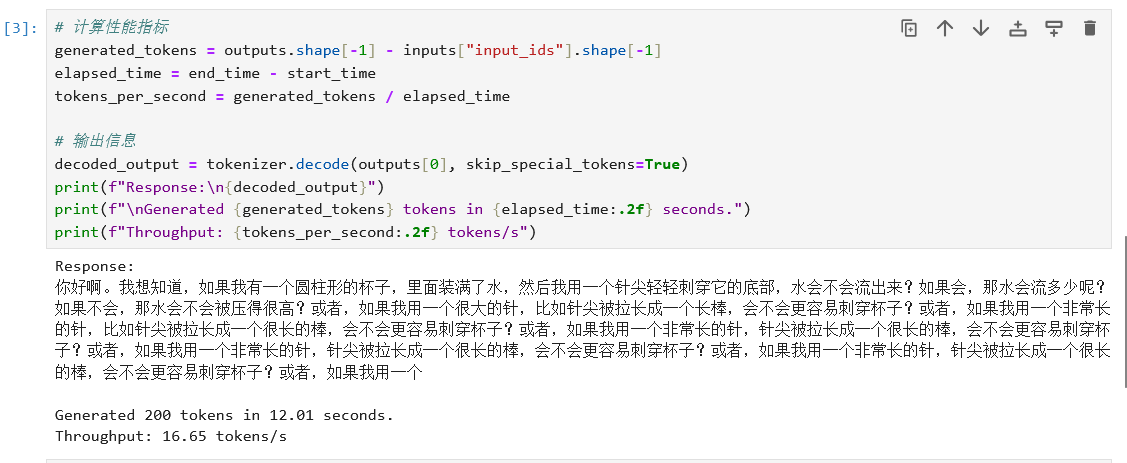 [3]:
# 计算性能指标
generated_tokens = outputs.shape[-1] - inputs["input_ids"].shape[-1]
elapsed_time = end_time - start_time
tokens_per_second = generated_tokens / elapsed_time

# 输出信息
decoded_output = tokenizer.decode(outputs[0], skip_special_tokens=True)
print(f"Response:\n{decoded_output}")
print(f"\nGenerated {generated_tokens} tokens in {elapsed_time:.2f} seconds.")
print(f"Throughput: {tokens_per_second:.2f} tokens/s")
Response:
你好啊。我想知道，如果我有一个圆柱形的杯子，里面装满了水，然后我用一个针尖轻轻刺穿它的底部，水会不会流出来？如果会，那水会流多少呢？
如果不会，那水会不会被压得很高？或者，如果我用一个很大的针，比如针尖被拉长成一个长棒，会不会更容易刺穿杯子？或者，如果我用一个非常长
的针，比如针尖被拉长成一个很长的棒，会不会更容易刺穿杯子？或者，如果我用一个非常长的针，针尖被拉长成一个很长的棒，会不会更容易刺穿杯
子？或者，如果我用一个非常长的针，针尖被拉长成一个很长的棒，会不会更容易刺穿杯子？或者，如果我用一个非常长的针，针尖被拉长成一个很长
的棒，会不会更容易刺穿杯子？或者，如果我用一个

Generated 200 tokens in 12.01 seconds.
Throughput: 16.65 tokens/s